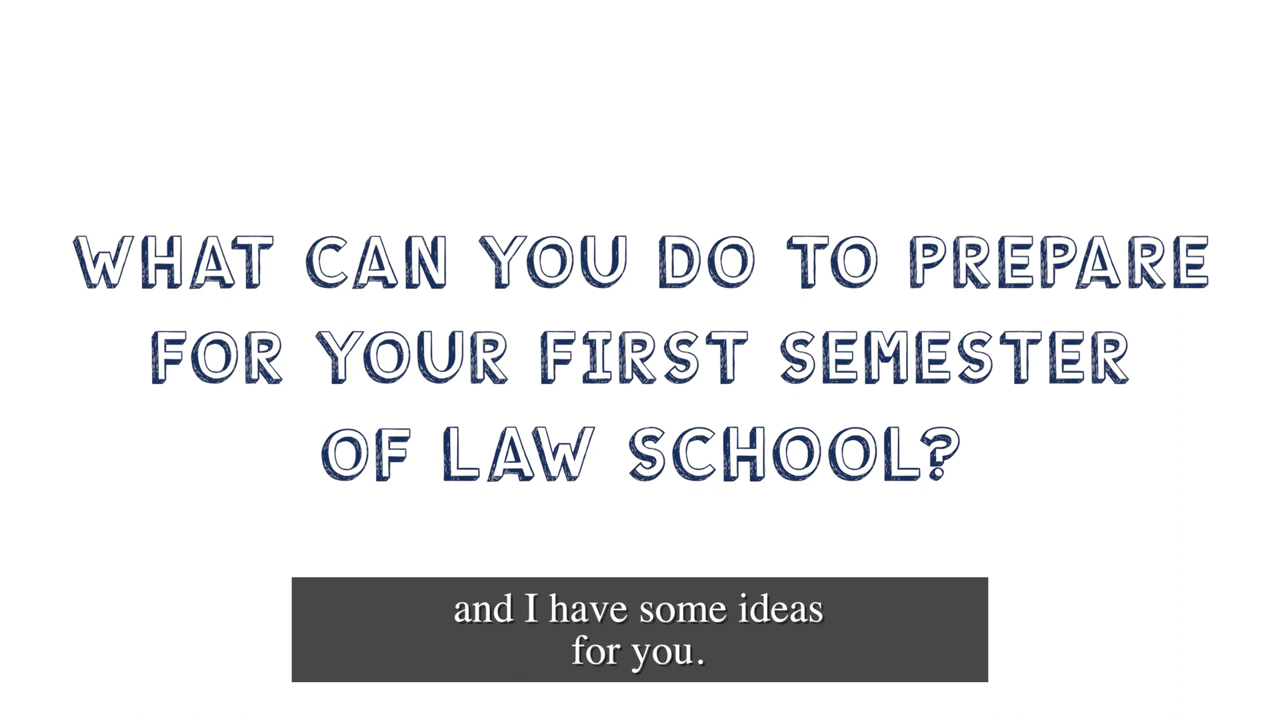 WHAT CAN YOU DO TO PREPARE
FOR YOUR FIRST SEMESTER
OF LAW SCHOOL?
and I have some ideas
for you.